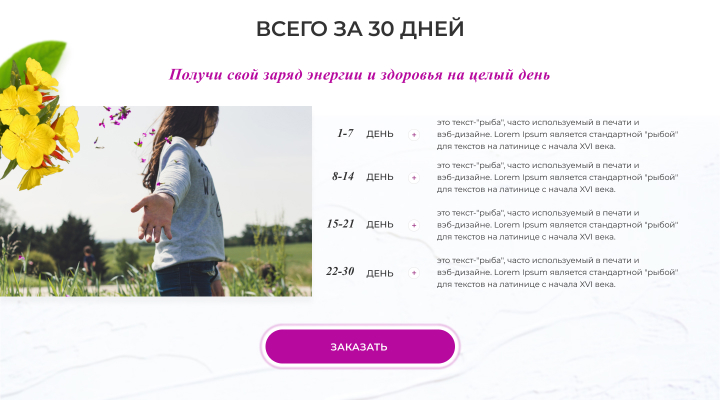 ВСЕГО ЗА 30 ДНЕЙ
Получи свой заряд энергии и здоровья на целый день
1-7 ДЕНЬ +
это текст-"рыба", часто используемый в печати и
вэб-дизайне. Lorem Ipsum является стандартной "рыбой"
для текстов на латинице с начала XVI века.
8-14 ДЕНЬ +
это текст-"рыба", часто используемый в печати и
вэб-дизайне. Lorem Ipsum является стандартной "рыбой"
для текстов на латинице с начала XVI века.
15-21 ДЕНЬ +
это текст-"рыба", часто используемый в печати и
вэб-дизайне. Lorem Ipsum является стандартной "рыбой"
для текстов на латинице с начала XVI века.
22-30 ДЕНЬ +
это текст-"рыба", часто используемый в печати и
вэб-дизайне. Lorem Ipsum является стандартной "рыбой"
для текстов на латинице с начала XVI века.
ЗАКАЗАТЬ